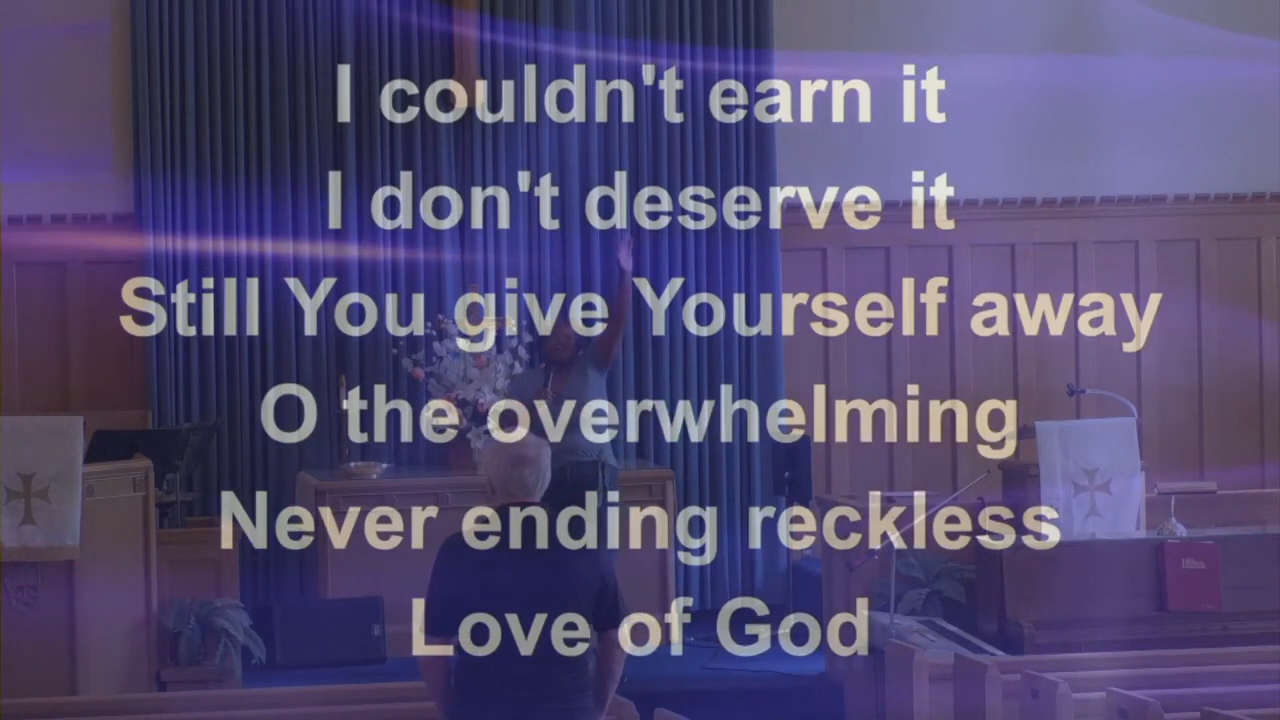 I couldn't earn it
I don't deserve it
Still You give Yourself away
O the overwhelming
Never ending reckless
Love of God